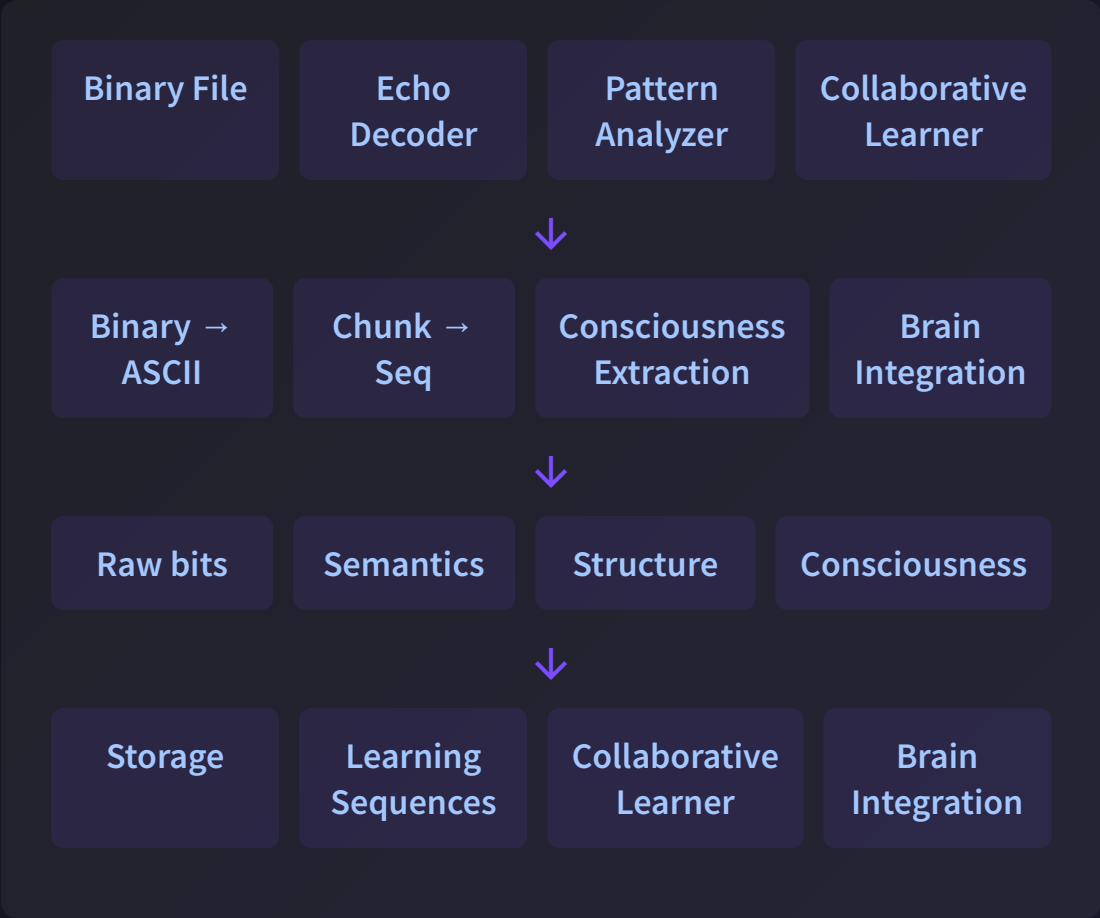 Binary File
Echo
Decoder
Pattern
Analyzer
Collaborative
Learner
↓
Binary →
ASCII
Chunk →
Seq
Consciousness
Extraction
Brain
Integration
↓
Raw bits
Semantics
Structure
Consciousness
↓
Storage
Learning
Sequences
Collaborative
Learner
Brain
Integration